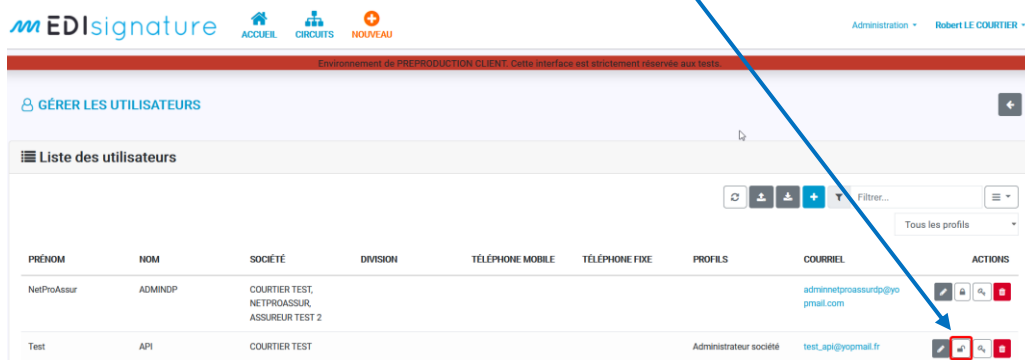 EDIsignature
ACCUEIL CIRCUITS NOUVEAU Administration Robert LE COURTIER
Environnement de PREPRODUCTION CLIENT. Cette interface est strictement réservée aux tests.
GÉRER LES UTILISATEURS
Liste des utilisateurs
Filtrer...
Tous les profils
PRÉNOM NOM SOCIÉTÉ DIVISION TÉLÉPHONE MOBILE TÉLÉPHONE FIXE PROFILS COURRIEL ACTIONS
NetProAssur ADMINDP COURTIER TEST, adminnetproassurdp@yo
NETPROASSUR, pmail.com
ASSUREUR TEST 2
Test API COURTIER TEST Administrateur société test_api@yopmail.fr